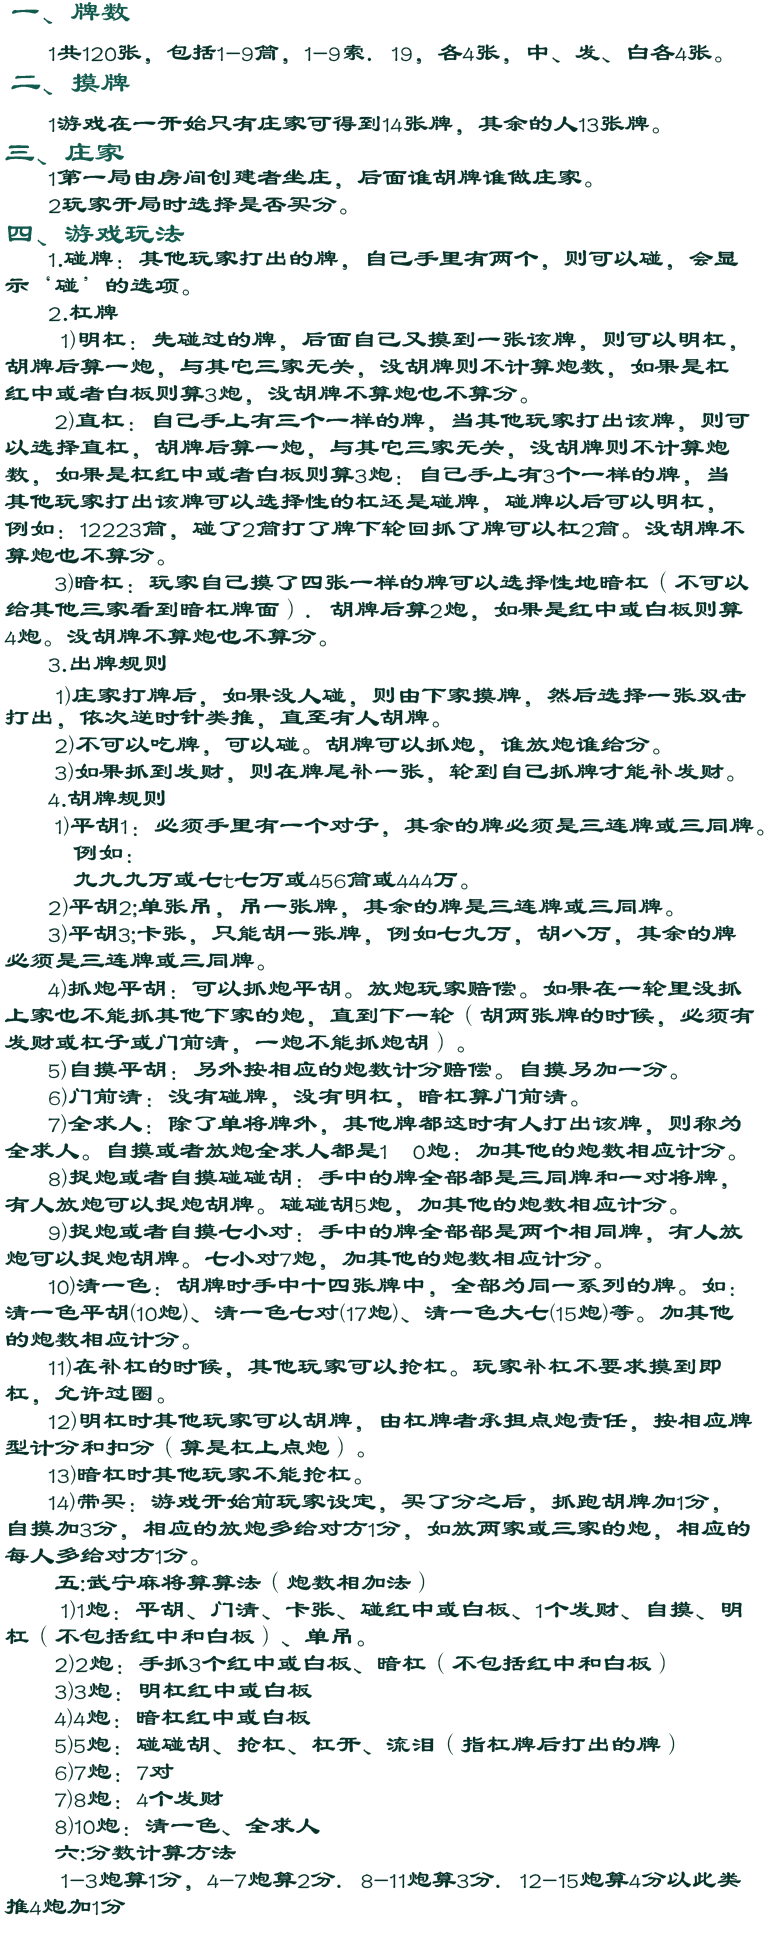 一、牌数
1共120张，包括1-9筒，1-9索．19，各4张，中、发、白各4张。
二、摸牌
1游戏在一开始只有庄家可得到14张牌，其余的人13张牌。
三、庄家
1第一局由房间创建者坐庄，后面谁胡牌谁做庄家。
2玩家开局时选择是否买分。
四、游戏玩法
1.碰牌：其他玩家打出的牌，自己手里有两个，则可以碰，会显
示‘碰’的选项。
2.杠牌
1)明杠：先碰过的牌，后面自己又摸到一张该牌，则可以明杠，
胡牌后算一炮，与其它三家无关，没胡牌则不计算炮数，如果是杠
红中或者白板则算3炮，没胡牌不算炮也不算分。
2)直杠：自己手上有三个一样的牌，当其他玩家打出该牌，则可
以选择直杠，胡牌后算一炮，与其它三家无关，没胡牌则不计算炮
数，如果是杠红中或者白板则算3炮：自己手上有3个一样的牌，当
其他玩家打出该牌可以选择性的杠还是碰牌，碰牌以后可以明杠，
例如：12223筒，碰了2筒打了牌下轮回抓了牌可以杠2筒。没胡牌不
算炮也不算分。
3)暗杠：玩家自己摸了四张一样的牌可以选择性地暗杠（不可以
给其他三家看到暗杠牌面）．胡牌后算2炮，如果是红中或白板则算
4炮。没胡牌不算炮也不算分。
3.出牌规则
1)庄家打牌后，如果没人碰，则由下家摸牌，然后选择一张双击
打出，依次逆时针类推，直至有人胡牌。
2)不可以吃牌，可以碰。胡牌可以抓炮，谁放炮谁给分。
3)如果抓到发财，则在牌尾补一张，轮到自己抓牌才能补发财。
4.胡牌规则
1)平胡1：必须手里有一个对子，其余的牌必须是三连牌或三同牌。
例如：
九九九万或七t七万或456筒或444万。
2)平胡2;单张吊，吊一张牌，其余的牌是三连牌或三同牌。
3)平胡3;卡张，只能胡一张牌，例如七九万，胡八万，其余的牌
必须是三连牌或三同牌。
4)抓炮平胡：可以抓炮平胡。放炮玩家赔偿。如果在一轮里没抓
上家也不能抓其他下家的炮，直到下一轮（胡两张牌的时候，必须有
发财或杠子或门前清，一炮不能抓炮胡）。
5)自摸平胡：另外按相应的炮数计分赔偿。自摸另加一分。
6)门前清：没有碰牌，没有明杠，暗杠算门前清。
7)全求人：除了单将牌外，其他牌都这时有人打出该牌，则称为
全求人。自摸或者放炮全求人都是1　0炮：加其他的炮数相应计分。
8)捉炮或者自摸碰碰胡：手中的牌全部都是三同牌和一对将牌，
有人放炮可以捉炮胡牌。碰碰胡5炮，加其他的炮数相应计分。
9)捉炮或者自摸七小对：手中的牌全部部是两个相同牌，有人放
炮可以捉炮胡牌。七小对7炮，加其他的炮数相应计分。
10)清一色：胡牌时手中十四张牌中，全部为同一系列的牌。如：
清一色平胡(10炮)、清一色七对(17炮)、清一色大七(15炮)等。加其他
的炮数相应计分。
11)在补杠的时候，其他玩家可以抢杠。玩家补杠不要求摸到即
杠，允许过圈。
12)明杠时其他玩家可以胡牌，由杠牌者承担点炮责任，按相应牌
型计分和扣分（算是杠上点炮）。
13)暗杠时其他玩家不能抢杠。
14)带买：游戏开始前玩家设定，买了分之后，抓跑胡牌加1分，
自摸加3分，相应的放炮多给对方1分，如放两家或三家的炮，相应的
每人多给对方1分。
五:武宁麻将算算法（炮数相加法）
1)1炮：平胡、门清、卡张、碰红中或白板、1个发财、自摸、明
杠（不包括红中和白板）、单吊。
2)2炮：手抓3个红中或白板、暗杠（不包括红中和白板）
3)3炮：明杠红中或白板
4)4炮：暗杠红中或白板
5)5炮：碰碰胡、抢杠、杠开、流泪（指杠牌后打出的牌）
6)7炮：7对
7)8炮：4个发财
8)10炮：清一色、全求人
六:分数计算方法
1-3炮算1分，4-7炮算2分．8-11炮算3分．12-15炮算4分以此类
推4炮加1分